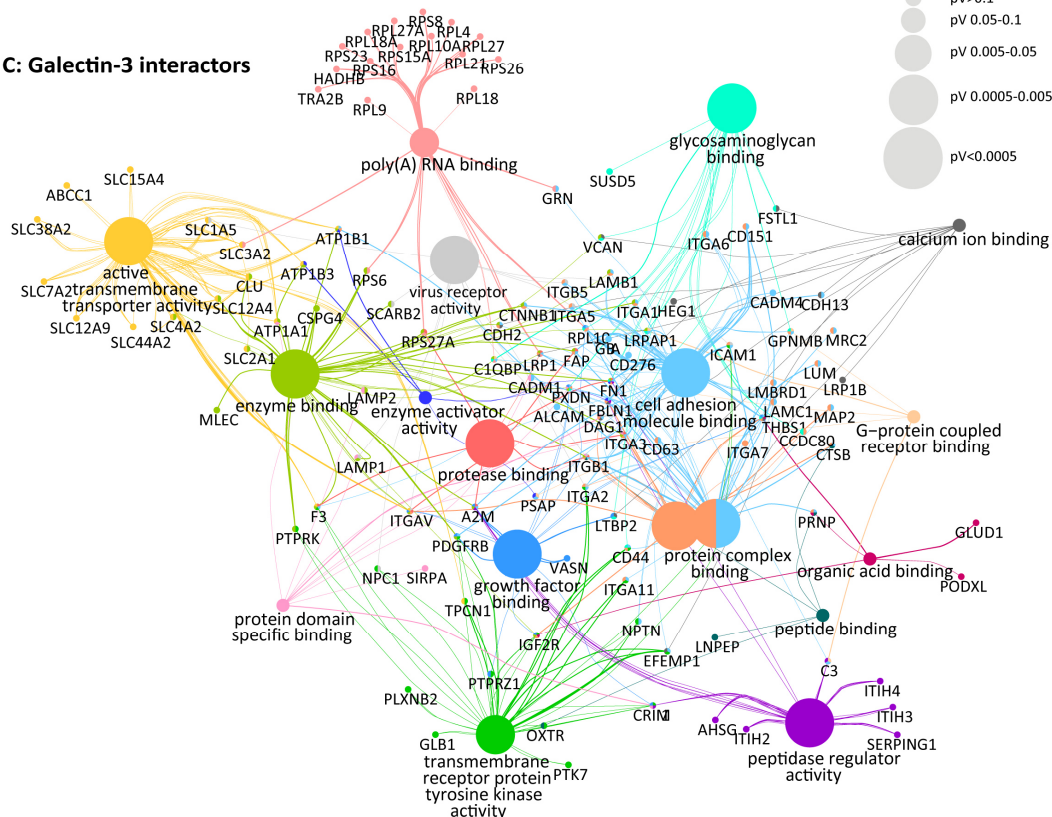 pV>0.1
pV 0.05-0.1
pV 0.005-0.05
pV 0.0005-0.005
pV<0.0005
C: Galectin-3 interactors
RPS8
RPL27A
RPL4
RPL18A
RPL10A
RPL27
RPS23
RPS15A
RPL21
RPS16
RPS26
HADHB
TRA2B
RPL9
RPL18
poly(A) RNA binding
glycosaminoglycan
binding
SUSD5
GRN
FSTL1
calcium ion binding
SLC15A4
ABCC1
SLC38A2
SLC1A5
SLC3A2
ATP1B1
VCAN
ITGA6
CD151
active
transmembrane
transporter activity
SLC7A2
CLU
ATP1B3
RPS6
virus receptor
activity
ITGB5
LAMB1
SLC12A4
CSPG4
SCARB2
CTNNB1
ITGA5
ITGA1
HEG1
CADM4
CDH13
SLC12A9
SLC44A2
SLC4A2
ATP1A1
RPS27A
CDH2
RPL10
LRPAP1
GPNMB
MRC2
SLC2A1
C1QBP
LRP1
FAP
CD276
ICAM1
LUM
LRP1B
enzyme binding
LAMP2
enzyme activator
activity
CADM1
PXDN
FN1
LMBRD1
MLEC
ALCAM
FBLN1
DAG1
cell adhesion
molecule binding
LAMC1
THBS1
MAP2
CCDC80
G-protein coupled
receptor binding
ITGA3
CD63
ITGA7
CTSB
LAMP1
protease binding
ITGB1
ITGA2
PSAP
F3
ITGAV
A2M
LTBP2
PRNP
GLUD1
PTPRK
PDGFRB
VASN
CD44
protein complex
binding
organic acid binding
PODXL
NPC1
SIRPA
growth factor
binding
ITGA11
protein domain
specific binding
TPCN1
IGF2R
NPTN
LNPEP
peptide binding
EFEMP1
C3
PTPRZ1
PLXNB2
ITIH4
CRIM1
AHSG
ITIH2
ITIH3
SERPING1
GLB1
OXTR
transmembrane
receptor protein
tyrosine kinase
activity
PTK7
peptidase regulator
activity